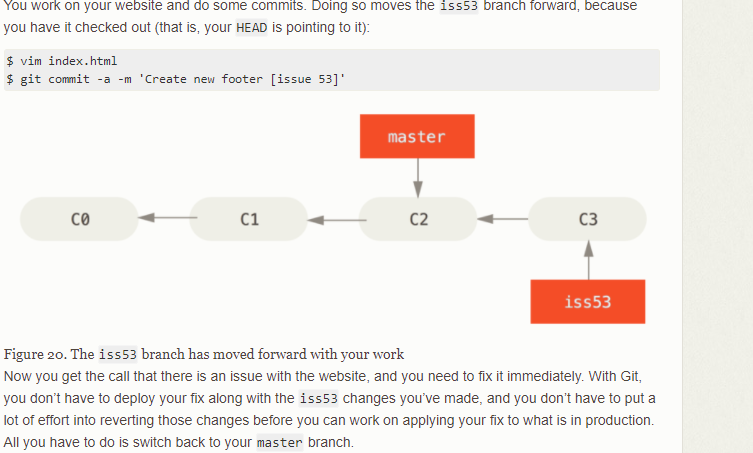 You work on your website and do some commits. Doing so moves the iss53 branch forward, because
you have it checked out (that is, your HEAD is pointing to it):
$ vim index.html
$ git commit -a -m 'Create new footer [issue 53]'
master
C0 C1 C2 C3
iss53
Figure 20. The iss53 branch has moved forward with your work
Now you get the call that there is an issue with the website, and you need to fix it immediately. With Git,
you don’t have to deploy your fix along with the iss53 changes you’ve made, and you don’t have to put a
lot of effort into reverting those changes before you can work on applying your fix to what is in production.
All you have to do is switch back to your master branch.